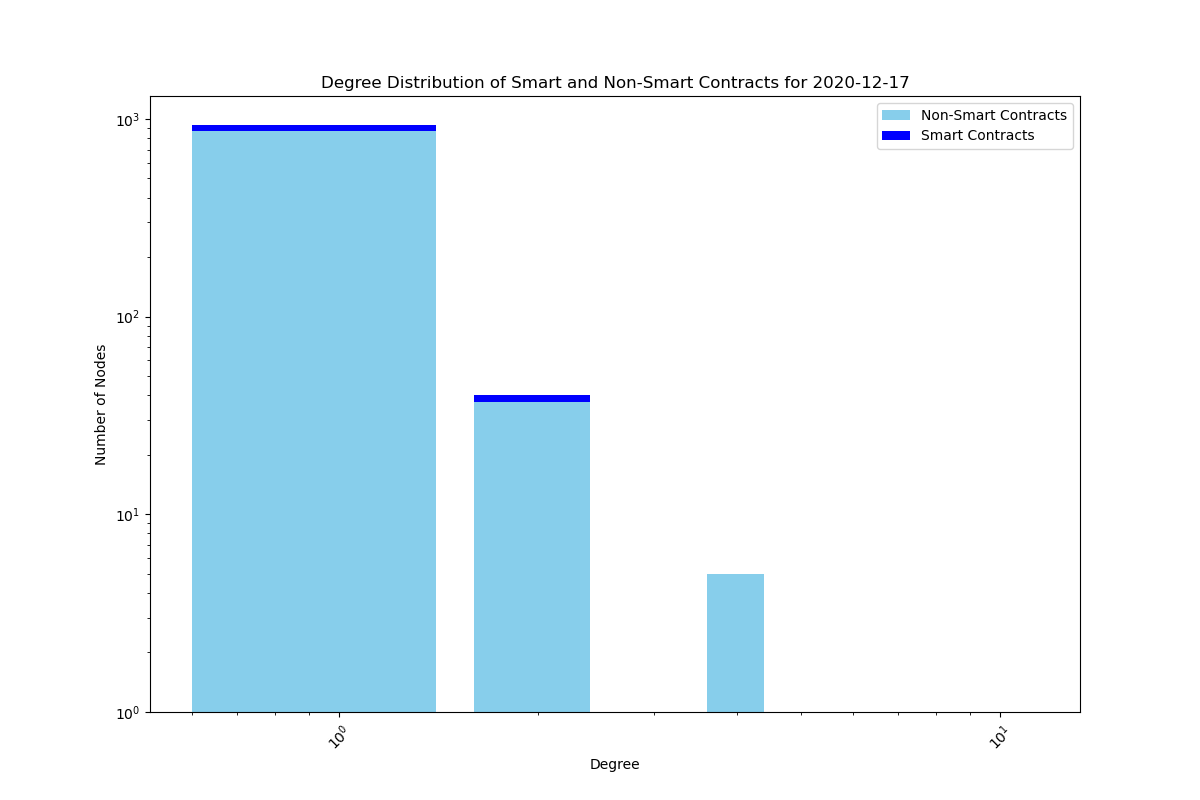 Degree Distribution of Smart and Non-Smart Contracts for 2020-12-17
Non-Smart Contracts
Smart Contracts
Number of Nodes
10³
10²
10¹
10⁰
10⁰
10¹
Degree